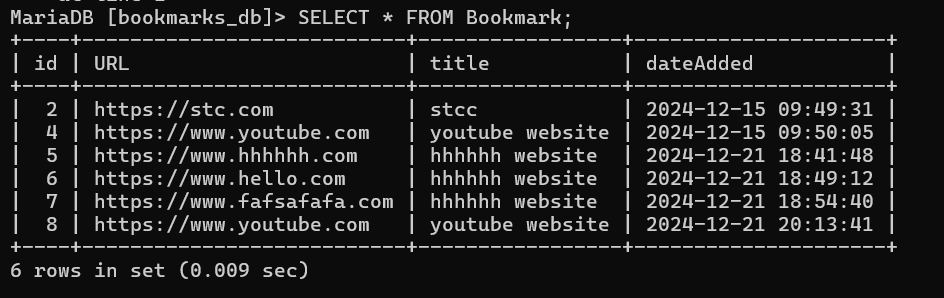 MariaDB [bookmarks_db]> SELECT * FROM Bookmark;
+----+---------------------------+-----------------+---------------------+
| id | URL                       | title           | dateAdded           |
+----+---------------------------+-----------------+---------------------+
|  2 | https://stc.com           | stcc            | 2024-12-15 09:49:31 |
|  4 | https://www.youtube.com   | youtube website | 2024-12-15 09:50:05 |
|  5 | https://www.hhhhhh.com    | hhhhhh website  | 2024-12-21 18:41:48 |
|  6 | https://www.hello.com     | hhhhhh website  | 2024-12-21 18:49:12 |
|  7 | https://www.fafsafafa.com | hhhhhh website  | 2024-12-21 18:54:40 |
|  8 | https://www.youtube.com   | youtube website | 2024-12-21 20:13:41 |
+----+---------------------------+-----------------+---------------------+
6 rows in set (0.009 sec)